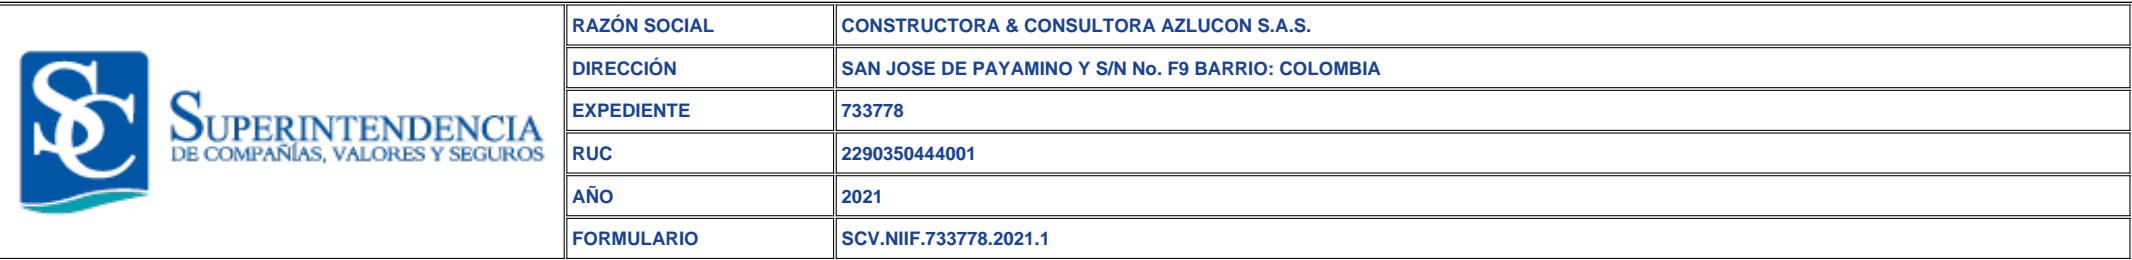 SC
SUPERINTENDENCIA
DE COMPAÑÍAS, VALORES Y SEGUROS
RAZÓN SOCIAL CONSTRUCTORA & CONSULTORA AZLUCON S.A.S.
DIRECCIÓN SAN JOSE DE PAYAMINO Y S/N No. F9 BARRIO: COLOMBIA
EXPEDIENTE 733778
RUC 2290350444001
AÑO 2021
FORMULARIO SCV.NIIF.733778.2021.1